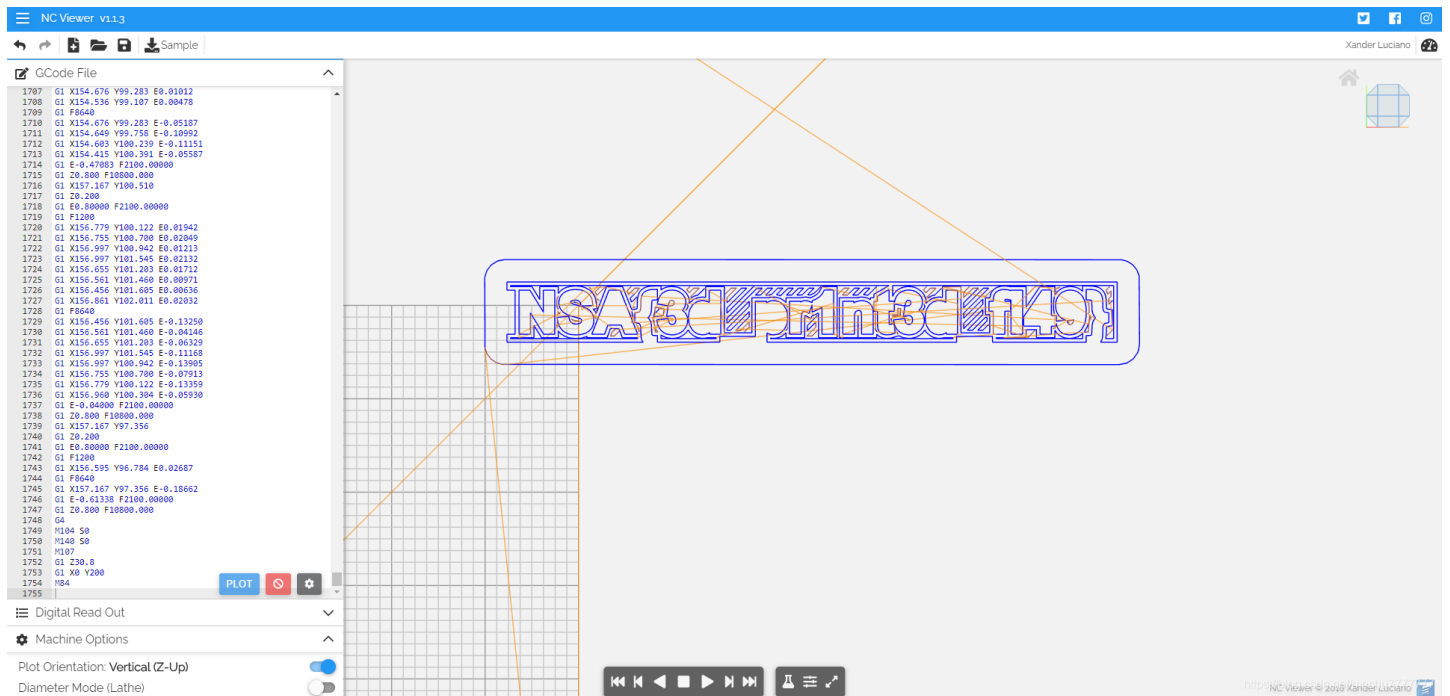 NC Viewer v1.1.3
Sample
Xander Luciano
GCode File
1707 G1 X154.676 Y99.283 E0.01012
1708 G1 X154.536 Y99.107 E0.00478
1709 G1 F8640
1710 G1 X154.676 Y99.283 E-0.05187
1711 G1 X154.649 Y99.758 E-0.10992
1712 G1 X154.603 Y100.239 E-0.11151
1713 G1 X154.415 Y100.391 E-0.05587
1714 G1 E-0.47083 F2100.00000
1715 G1 Z0.800 F10800.000
1716 G1 X157.167 Y100.510
1717 G1 Z0.200
1718 G1 E0.80000 F2100.00000
1719 G1 F1200
1720 G1 X156.779 Y100.122 E0.01942
1721 G1 X156.755 Y100.700 E0.02049
1722 G1 X156.997 Y100.942 E0.01213
1723 G1 X156.997 Y101.545 E0.02132
1724 G1 X156.655 Y101.203 E0.01712
1725 G1 X156.561 Y101.460 E0.00971
1726 G1 X156.456 Y101.605 E0.00636
1727 G1 X156.861 Y102.011 E0.02032
1728 G1 F8640
1729 G1 X156.456 Y101.605 E-0.13250
1730 G1 X156.561 Y101.460 E-0.04146
1731 G1 X156.655 Y101.203 E-0.06329
1732 G1 X156.997 Y101.545 E-0.11168
1733 G1 X156.997 Y100.942 E-0.13905
1734 G1 X156.755 Y100.700 E-0.07913
1735 G1 X156.779 Y100.122 E-0.13359
1736 G1 X156.960 Y100.304 E-0.05930
1737 G1 E-0.04000 F2100.00000
1738 G1 Z0.800 F10800.000
1739 G1 X157.167 Y97.356
1740 G1 Z0.200
1741 G1 E0.80000 F2100.00000
1742 G1 F1200
1743 G1 X156.595 Y96.784 E0.02687
1744 G1 F8640
1745 G1 X157.167 Y97.356 E-0.18662
1746 G1 E-0.61338 F2100.00000
1747 G1 Z0.800 F10800.000
1748 G4
1749 M104 S0
1750 M140 S0
1751 M107
1752 G1 Z30.8
1753 G1 X0 Y200
1754 M84
1755
PLOT
NSA{3d_pr1nt3d_fl4g}
Digital Read Out
Machine Options
Plot Orientation: Vertical (Z-Up)
Diameter Mode (Lathe)
NC Viewer © 2018 Xander Luciano